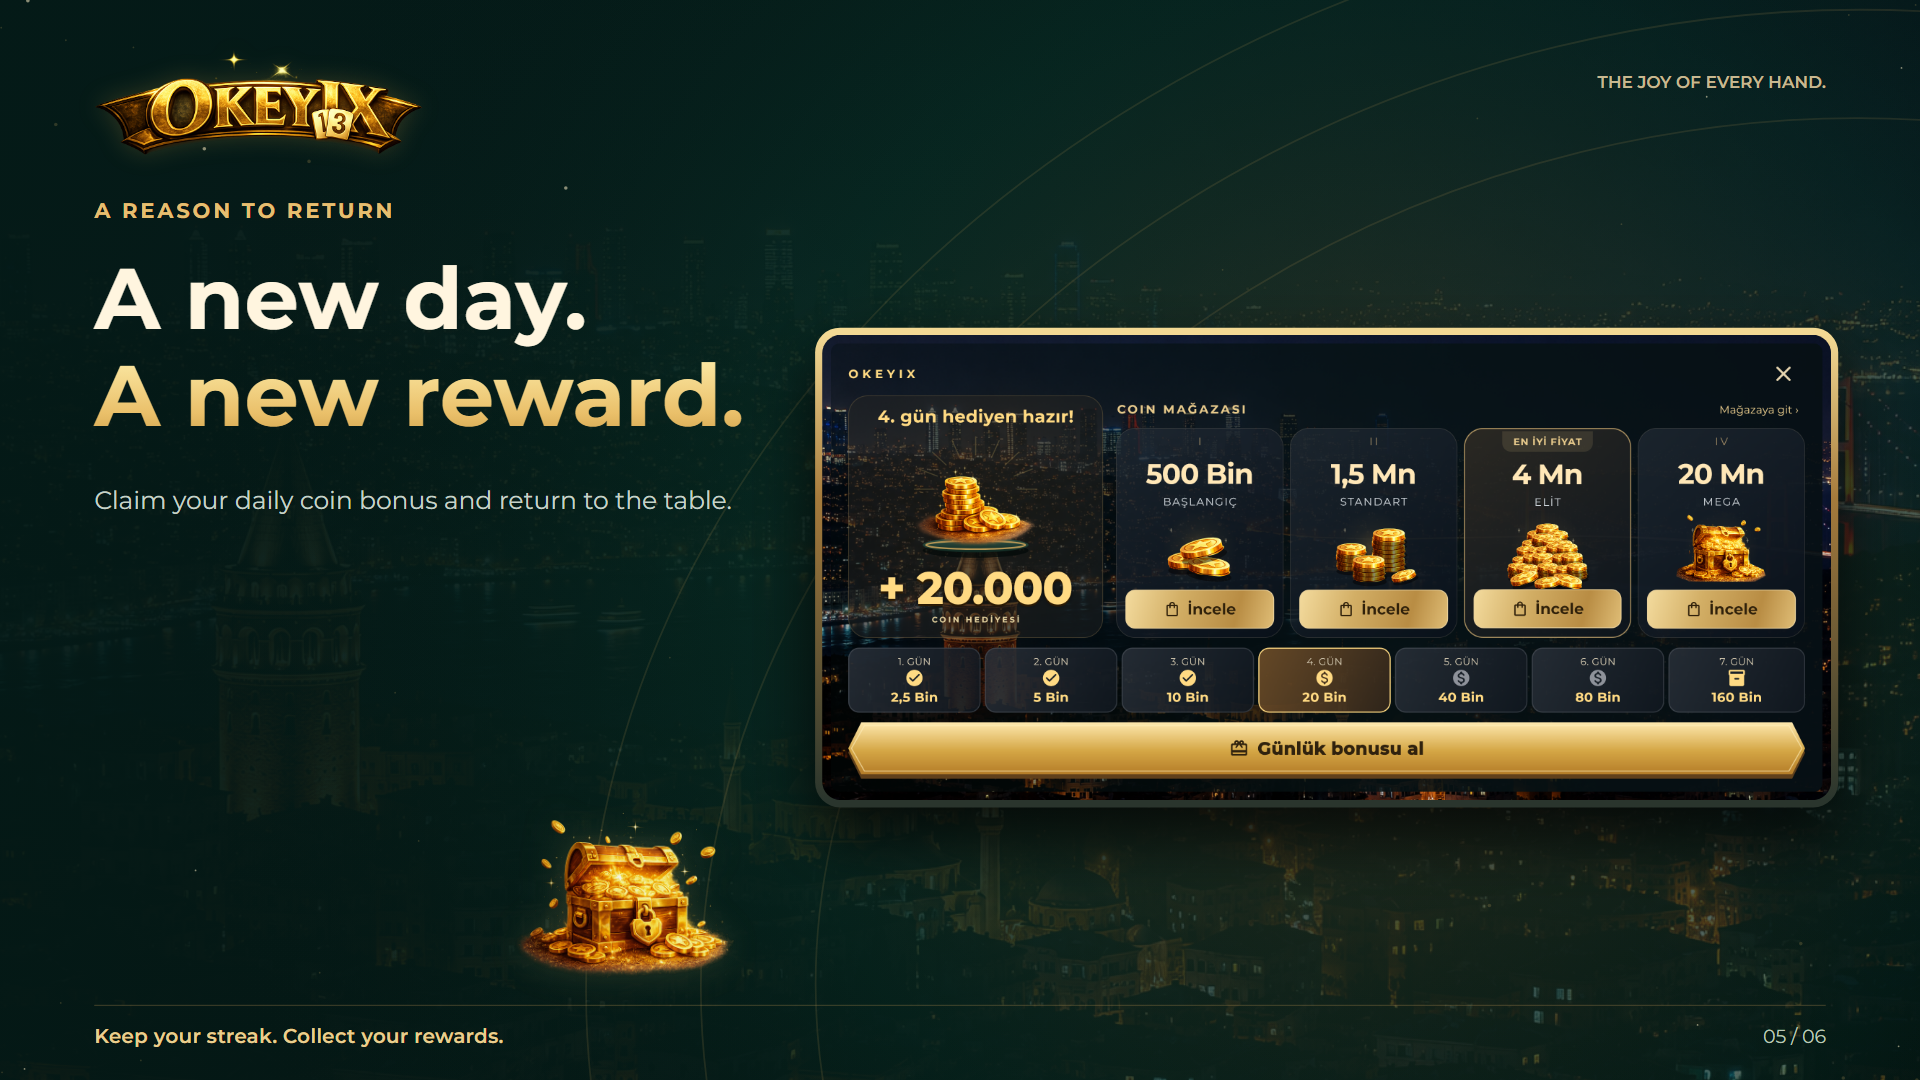 OKEYIX
13
THE JOY OF EVERY HAND.
A REASON TO RETURN
A new day.
A new reward.
Claim your daily coin bonus and return to the table.
OKEYIX
4. gün hediyen hazır!
+ 20.000
COIN HEDİYESİ
COIN MAĞAZASI
Mağazaya git ›
I
500 Bin
BAŞLANGIÇ
İncele
II
1,5 Mn
STANDART
İncele
EN İYİ FİYAT
4 Mn
ELİT
İncele
IV
20 Mn
MEGA
İncele
1. GÜN
2,5 Bin
2. GÜN
5 Bin
3. GÜN
10 Bin
4. GÜN
20 Bin
5. GÜN
40 Bin
6. GÜN
80 Bin
7. GÜN
160 Bin
Günlük bonusu al
Keep your streak. Collect your rewards.
05 / 06